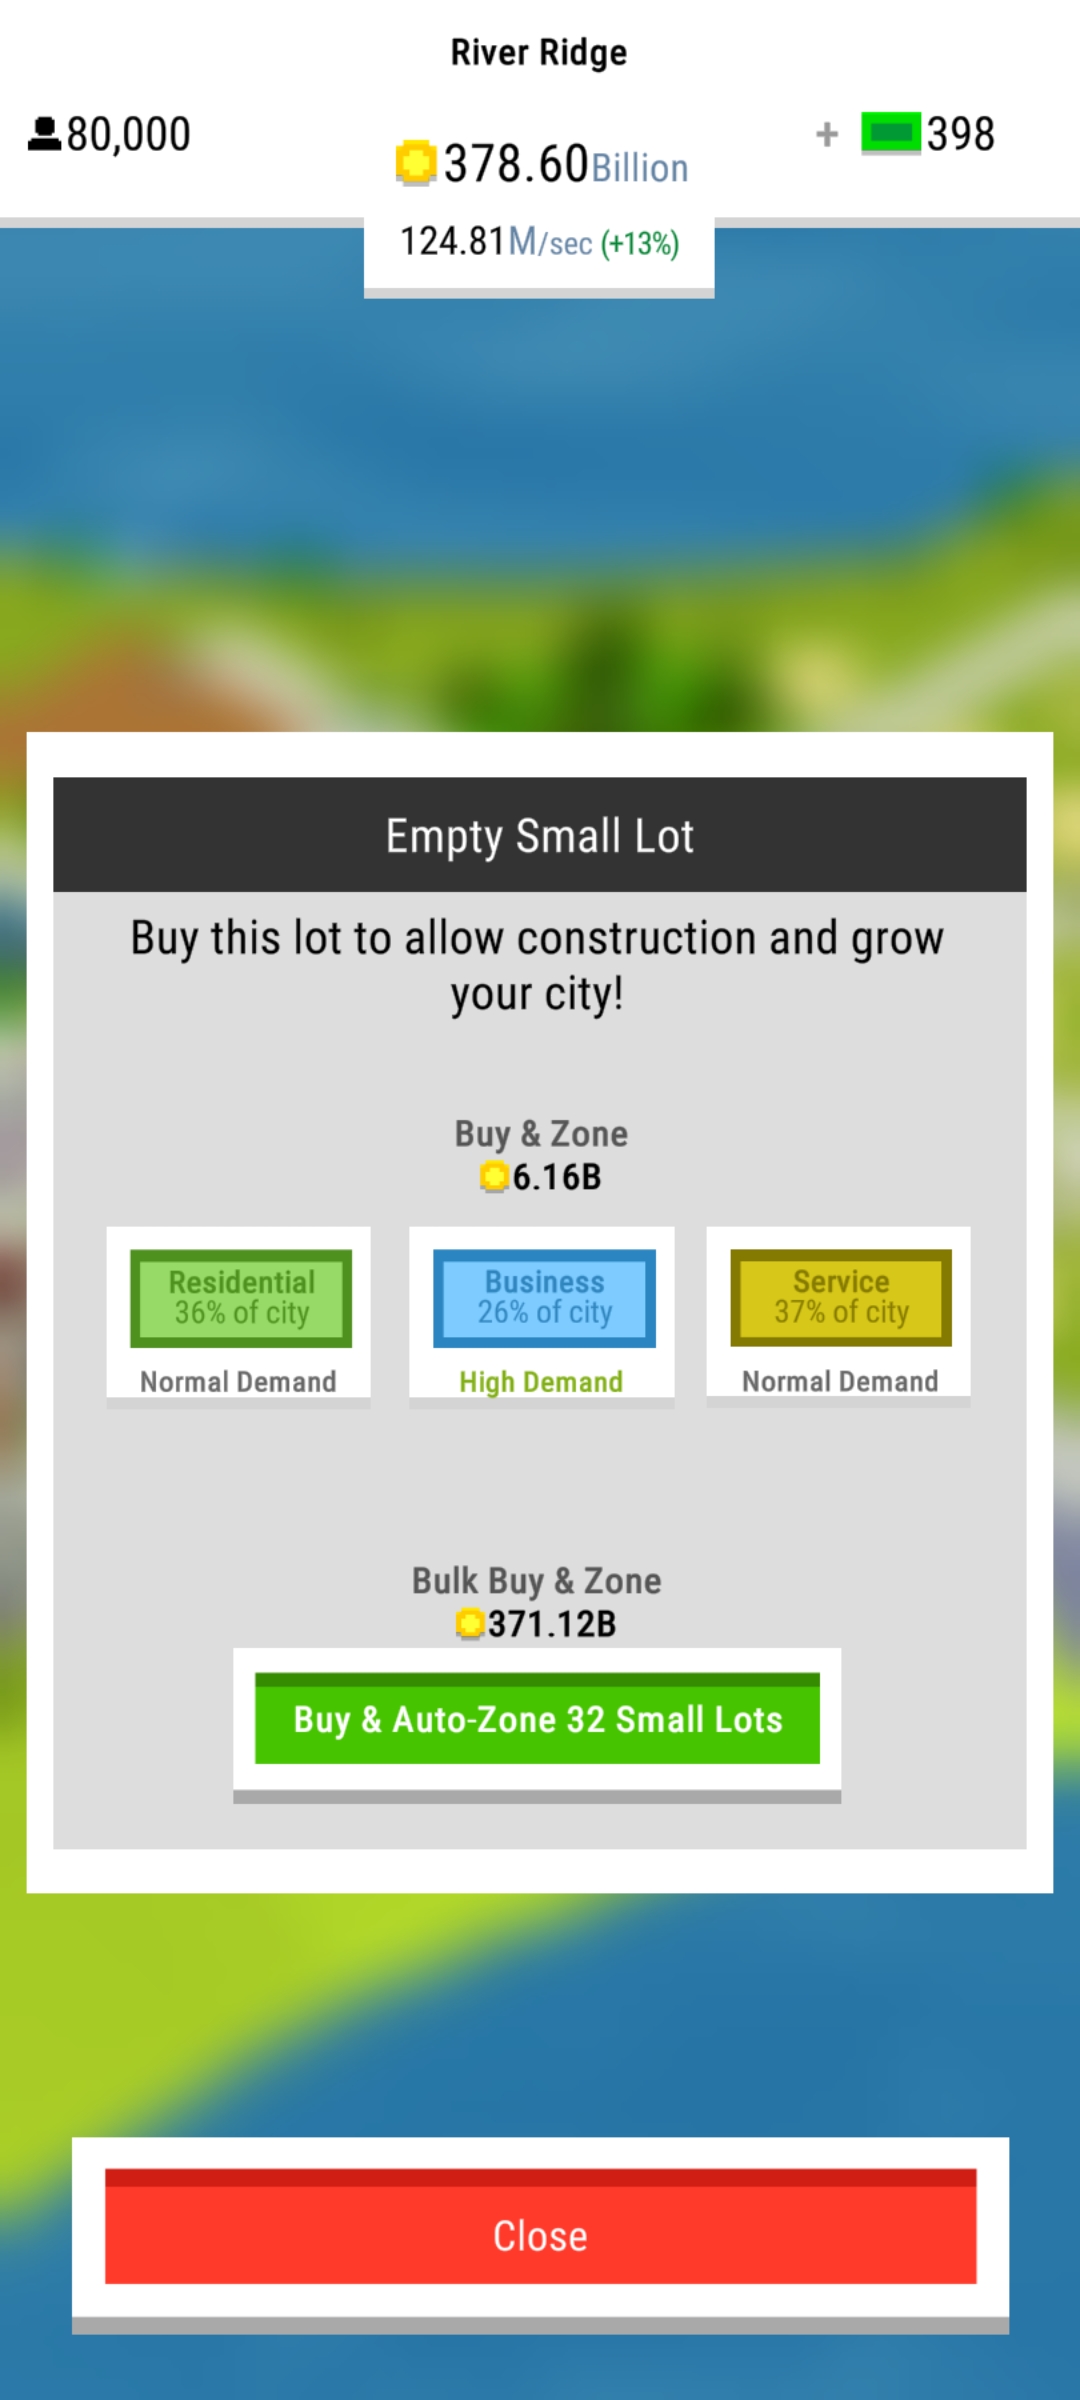 River Ridge
80,000
378.60Billion
+ 398
124.81M/sec (+13%)
Empty Small Lot
Buy this lot to allow construction and grow
your city!
Buy & Zone
6.16B
Residential
36% of city
Normal Demand
Business
26% of city
High Demand
Service
37% of city
Normal Demand
Bulk Buy & Zone
371.12B
Buy & Auto-Zone 32 Small Lots
Close